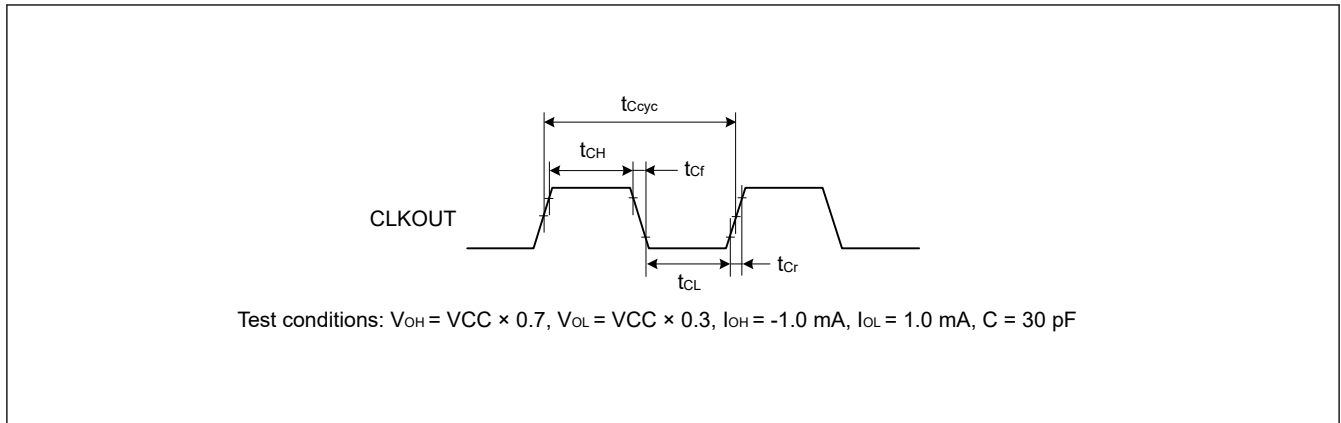 tCcyc
tCH
tCf
CLKOUT
tCr
tCL
Test conditions: VOH = VCC × 0.7, VOL = VCC × 0.3, IOH = -1.0 mA, IOL = 1.0 mA, C = 30 pF